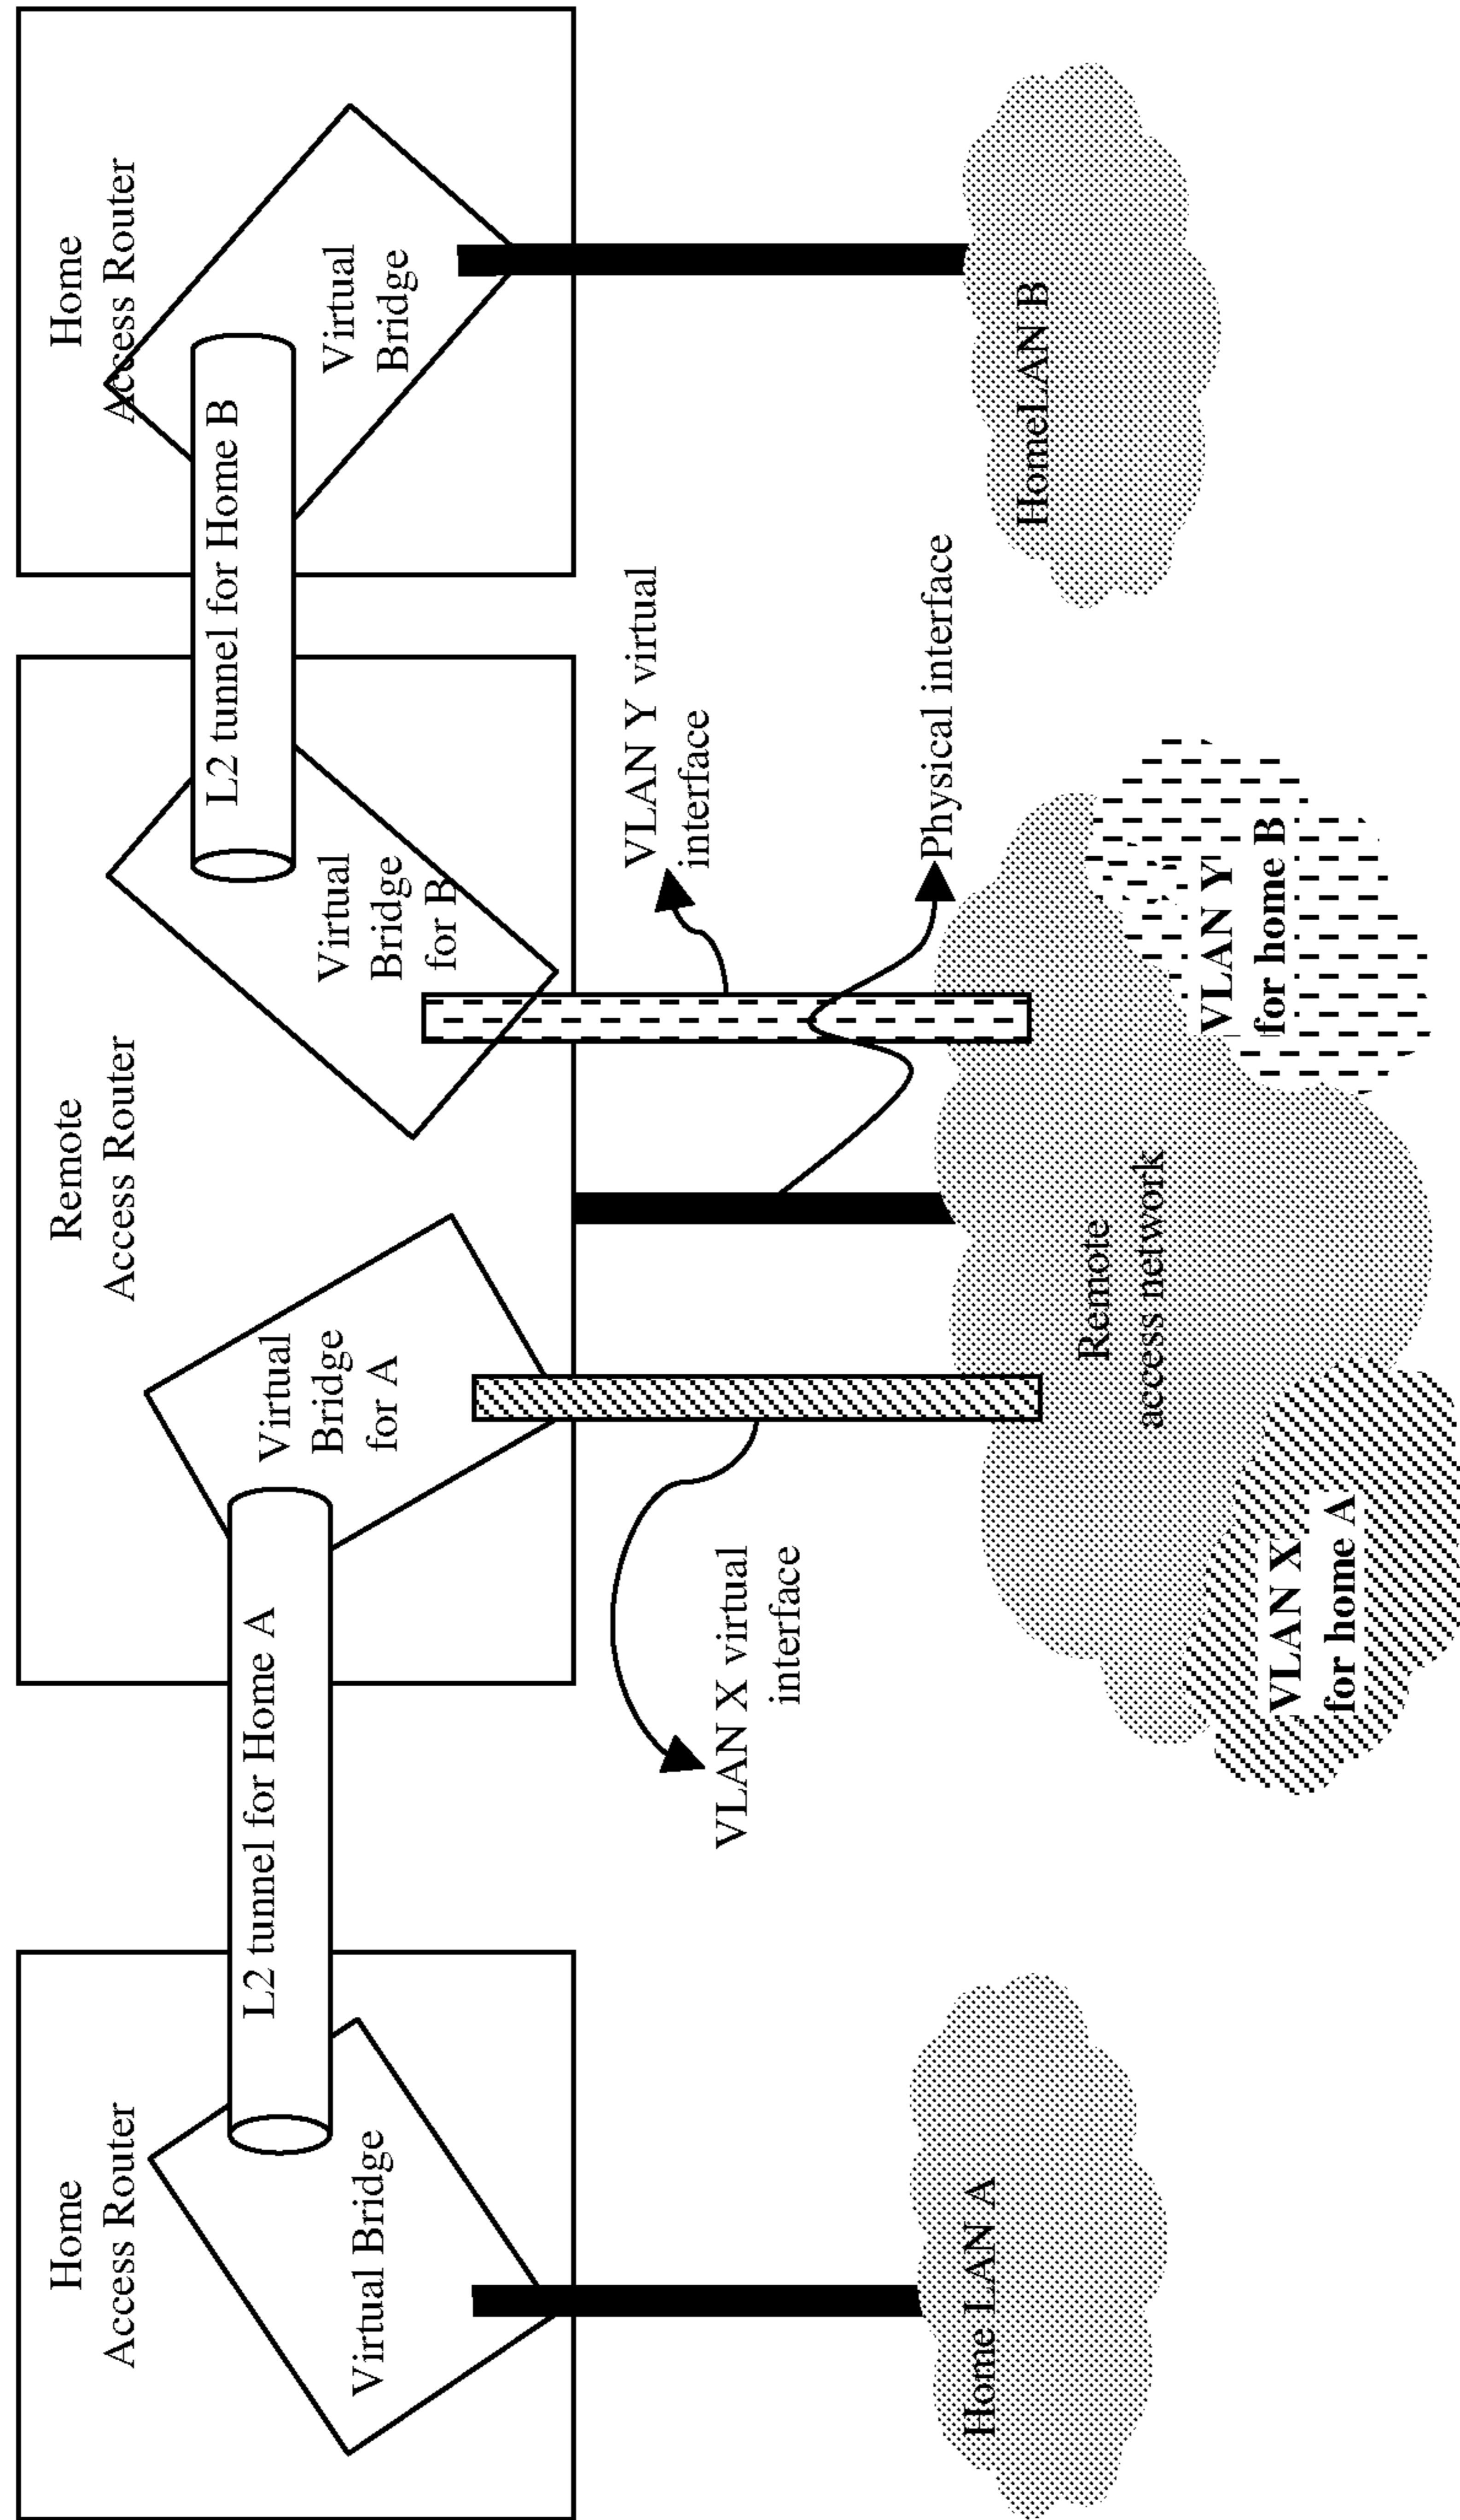 Home
Access Router
Remote
Access Router
Home
Access Router
L2 tunnel for Home A
L2 tunnel for Home B
Virtual Bridge
Virtual
Bridge
for A
Virtual
Bridge
for B
Virtual
Bridge
VLAN X virtual
interface
VLAN Y virtual
interface
Physical interface
Home LAN A
Remote
access network
HomeLAN B
VLAN X
for home A
VLAN Y
for home B